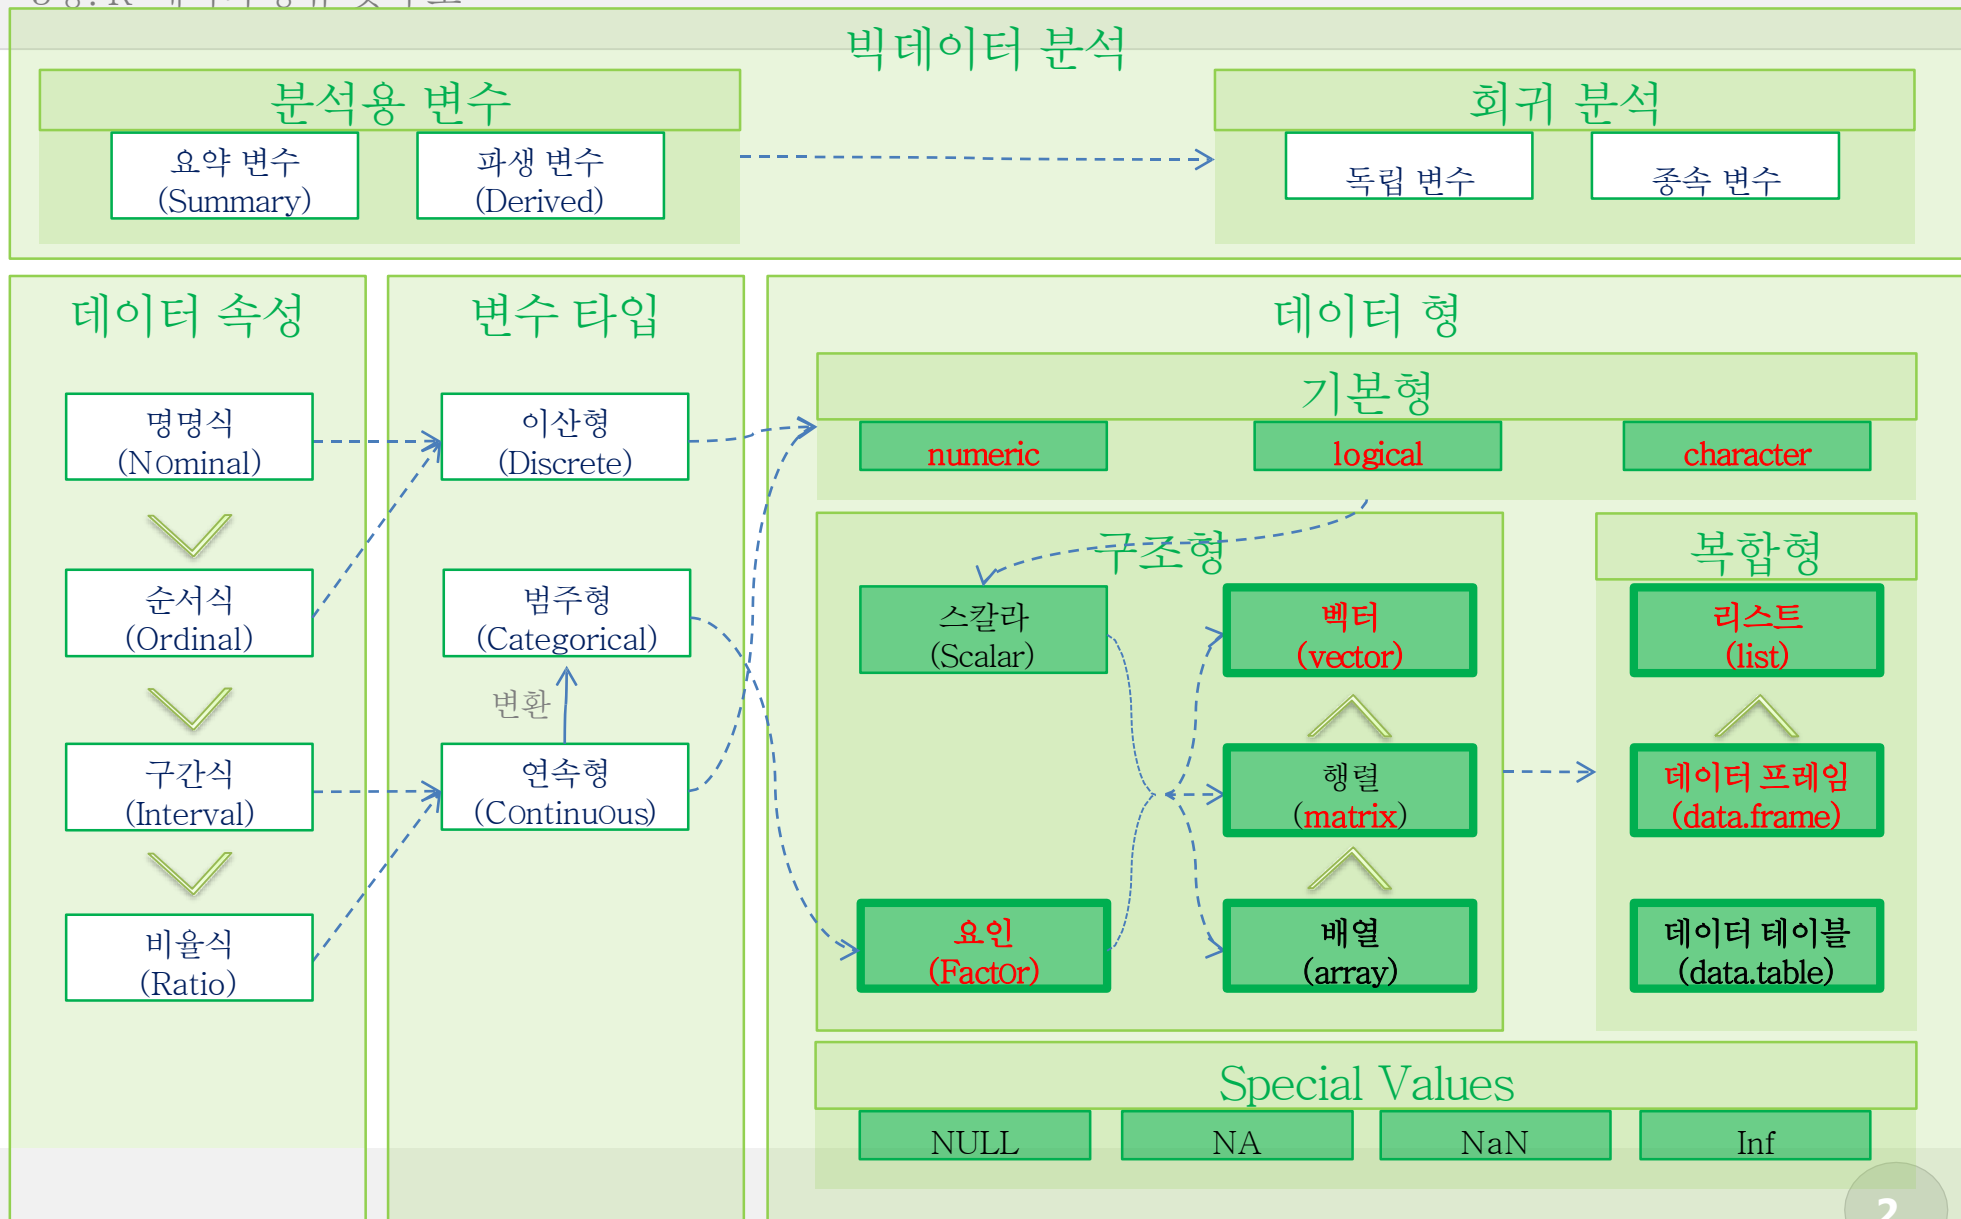 빅데이터 분석
분석용 변수
요약 변수
(Summary)
파생 변수
(Derived)
회귀 분석
독립 변수
종속 변수
데이터 속성
명명식
(NOminal)
순서식
(Ordinal)
구간식
(Interval)
비율식
(Ratio)
변수 타입
이산형
(Discrete)
범주형
(Categorical)
변환
연속형
(COntinuOus)
데이터 형
기본형
numeric
logical
character
구조형
스칼라
(Scalar)
벡터
(vector)
행렬
(matrix)
요인
(FactOr)
배열
(array)
복합형
리스트
(list)
데이터 프레임
(data.frame)
데이터 테이블
(data.table)
Special Values
NULL
NA
NaN
Inf
2